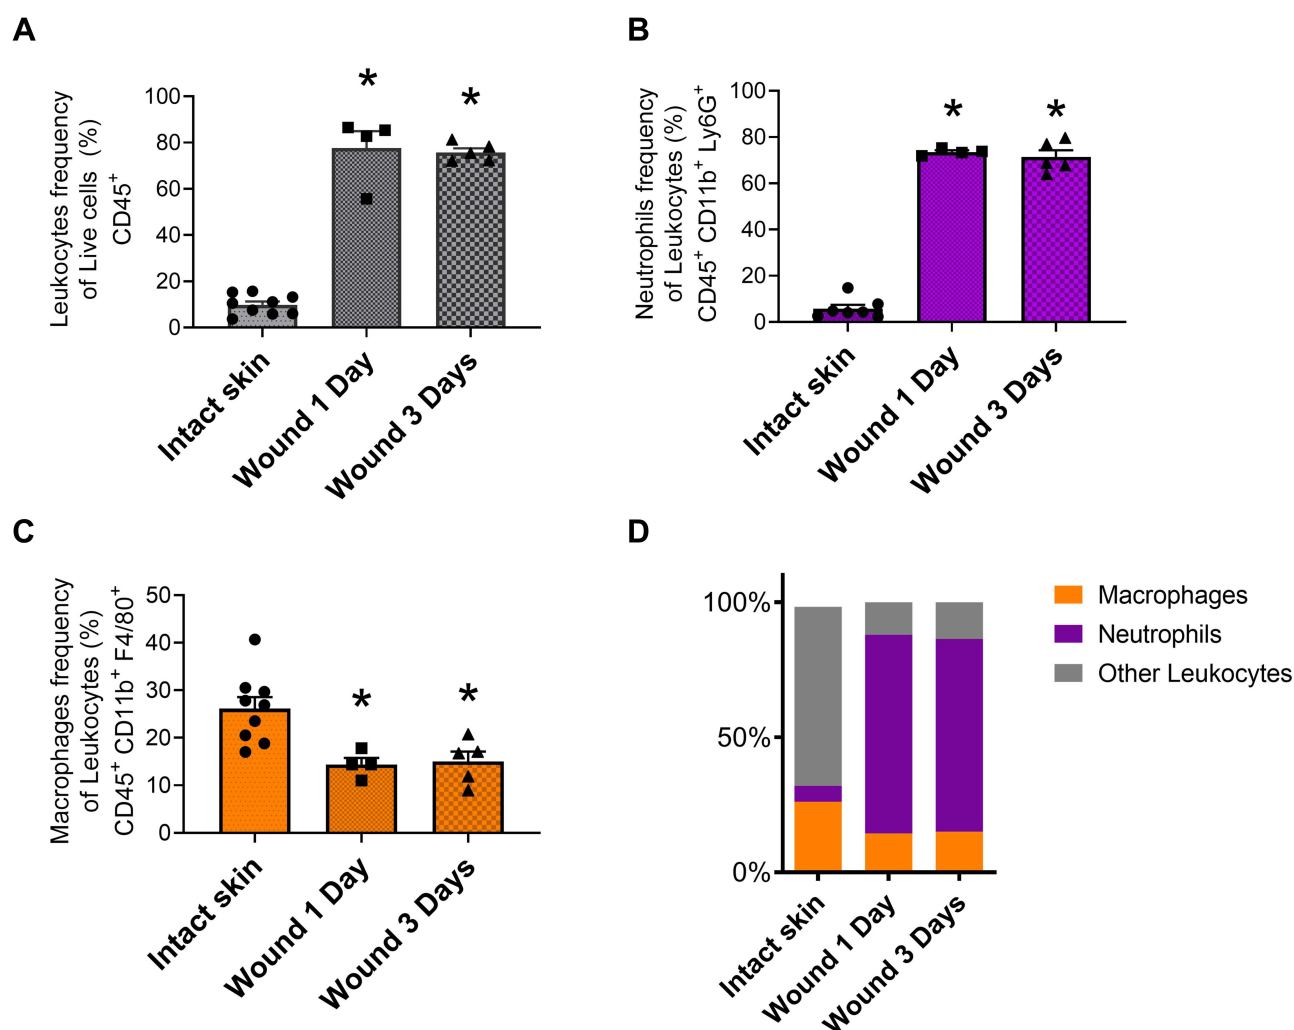 A
Leukocytes frequency
of Live cells (%)
CD45⁺
100
80
60
40
20
0
*
*
Intact skin
Wound 1 Day
Wound 3 Days
B
Neutrophils frequency
of Leukocytes (%)
CD45⁺ CD11b⁺ Ly6G⁺
100
80
60
40
20
0
*
*
Intact skin
Wound 1 Day
Wound 3 Days
C
Macrophages frequency
of Leukocytes (%)
CD45⁺ CD11b⁺ F4/80⁺
50
40
30
20
10
0
*
*
Intact skin
Wound 1 Day
Wound 3 Days
D
100%
50%
0%
Intact skin
Wound 1 Day
Wound 3 Days
Macrophages
Neutrophils
Other Leukocytes